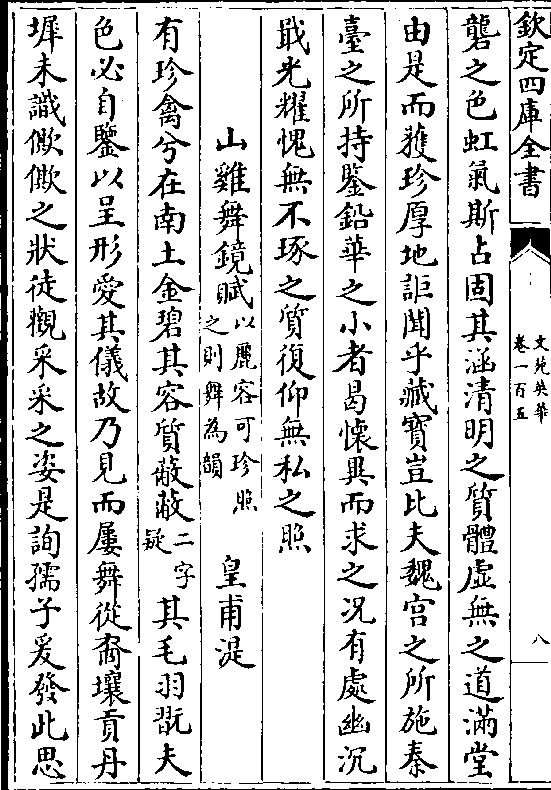 欽定四庫全書
文苑英華
卷一百五
八
礱之色虹氣斯占固其涵清明之質體虛無之道滿堂
由是而獲珍厚地詎聞乎藏寶豈比夫魏宮之所施秦
臺之所持鑒鉛華之小者曷懷異而求之况有處幽沉
戢光耀愧無不琢之質復仰無私之照
山雞舞鏡賦以麗容可珍照之則舞為韻 皇甫湜
有珍禽兮在南土金碧其容質蔽蔽二字疑其毛羽翫夫
色必自鑒以呈形愛其儀故乃見而屢舞從裔壤貢丹
墀未識僛僛之狀徒觀采采之姿是詢孺子爰發此思